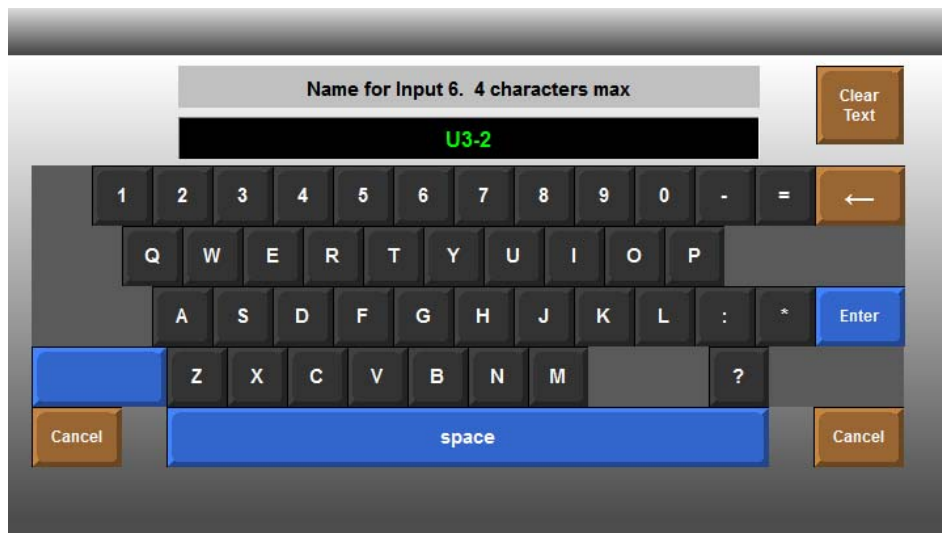 Name for Input 6. 4 characters max
Clear
Text
U3-2
1 2 3 4 5 6 7 8 9 0 - = ←
Q W E R T Y U I O P
A S D F G H J K L : * Enter
Z X C V B N M ?
Cancel space Cancel